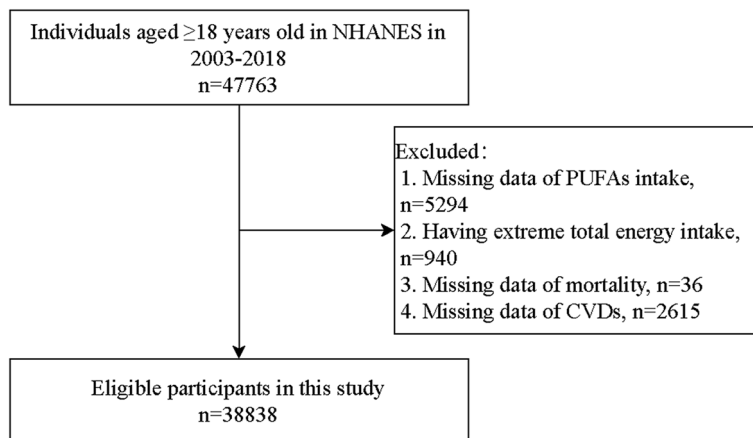 Individuals aged ≥18 years old in NHANES in
2003-2018
n=47763
Excluded:
1. Missing data of PUFAs intake,
n=5294
2. Having extreme total energy intake,
n=940
3. Missing data of mortality, n=36
4. Missing data of CVDs, n=2615
Eligible participants in this study
n=38838